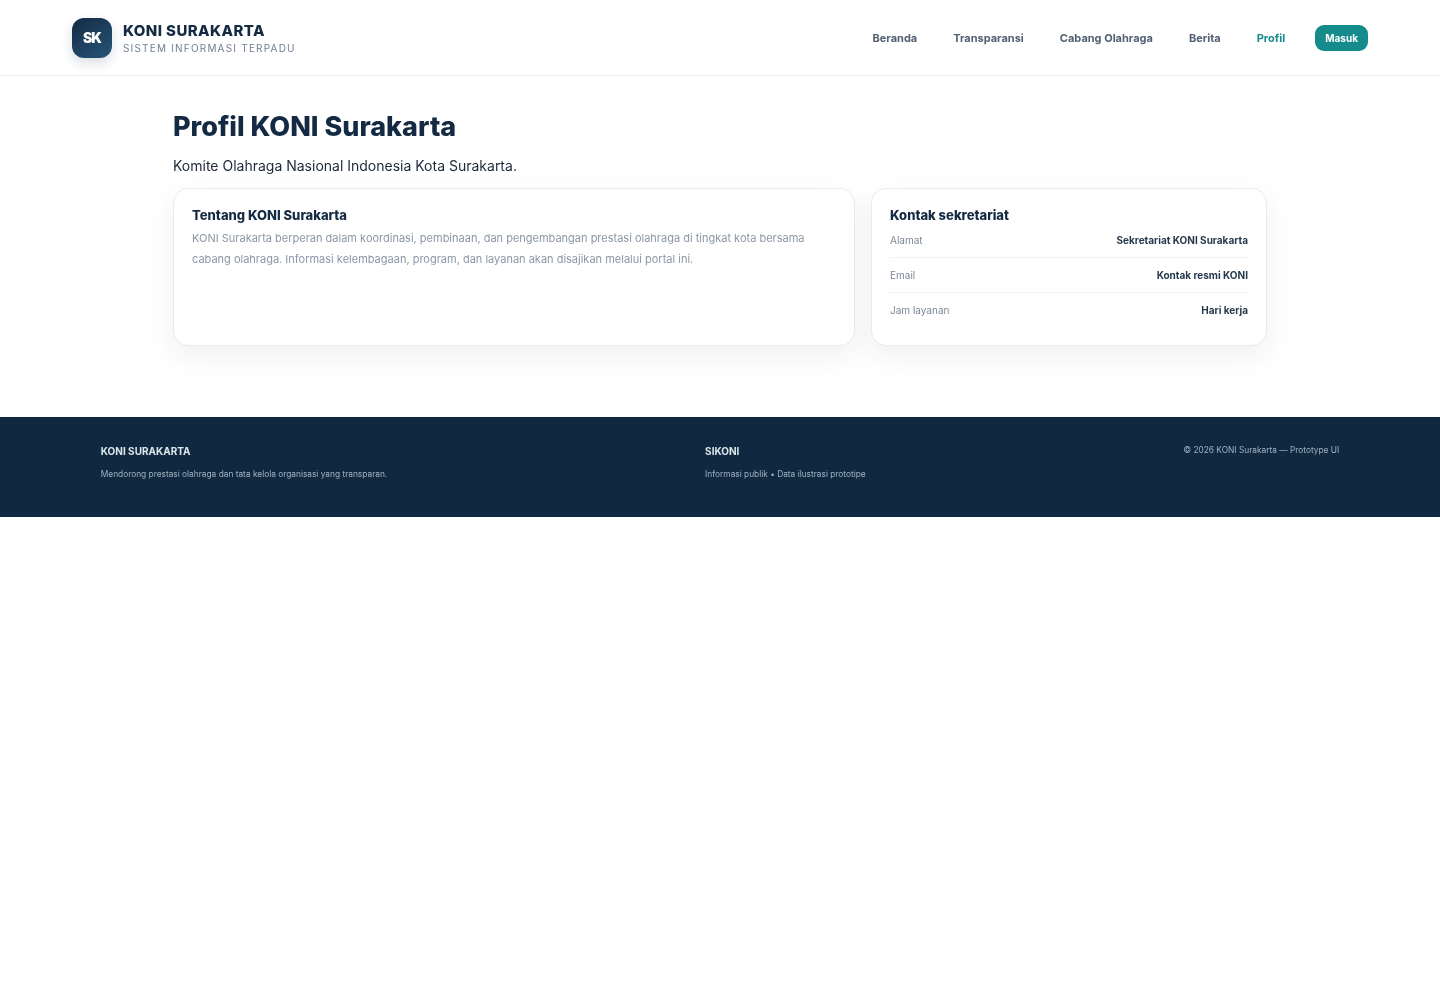 SK
KONI SURAKARTA
SISTEM INFORMASI TERPADU
Beranda
Transparansi
Cabang Olahraga
Berita
Profil
Masuk
Profil KONI Surakarta
Komite Olahraga Nasional Indonesia Kota Surakarta.
Tentang KONI Surakarta
KONI Surakarta berperan dalam koordinasi, pembinaan, dan pengembangan prestasi olahraga di tingkat kota bersama
cabang olahraga. Informasi kelembagaan, program, dan layanan akan disajikan melalui portal ini.
Kontak sekretariat
Alamat
Sekretariat KONI Surakarta
Email
Kontak resmi KONI
Jam layanan
Hari kerja
KONI SURAKARTA
Mendorong prestasi olahraga dan tata kelola organisasi yang transparan.
SIKONI
Informasi publik • Data ilustrasi prototipe
© 2026 KONI Surakarta — Prototype UI